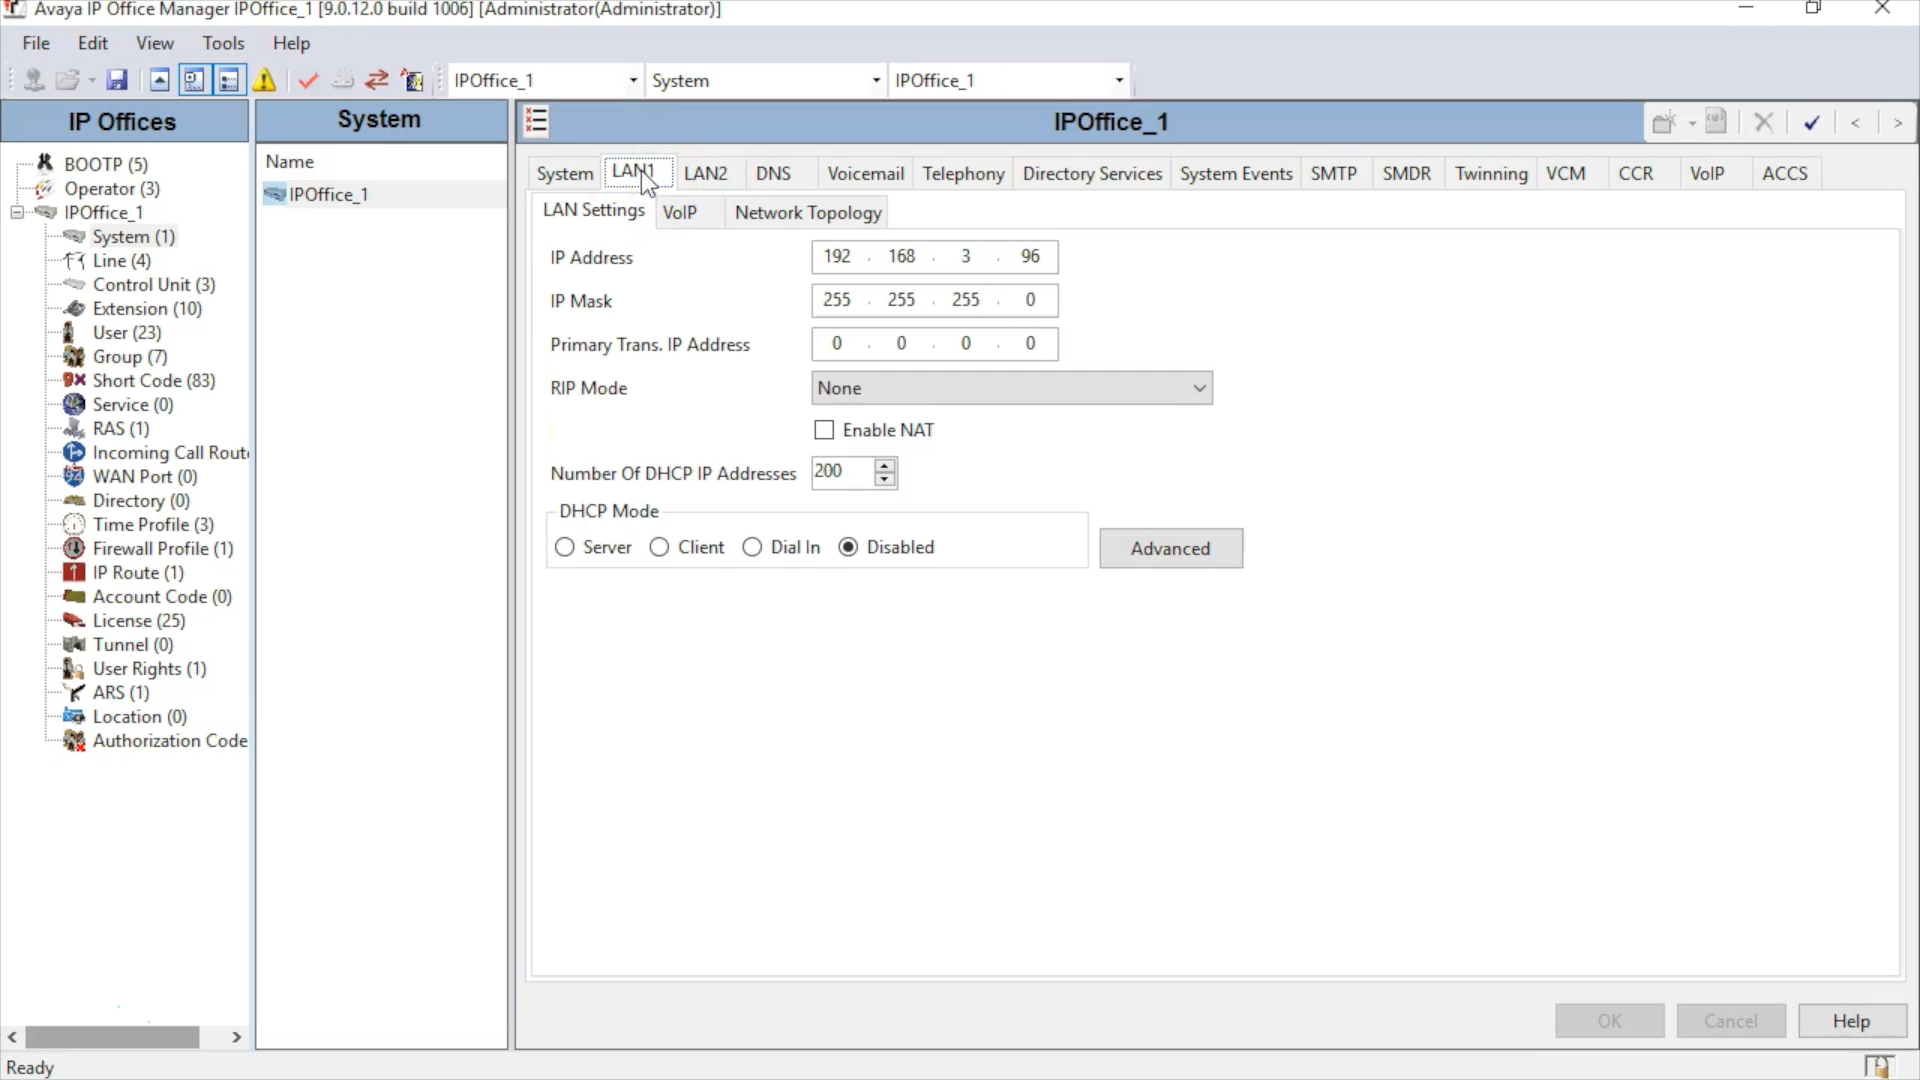 Avaya IP Office Manager IPOffice_1 [9.0.12.0 build 1006] [Administrator(Administrator)]
File Edit View Tools Help
IPOffice_1 System IPOffice_1
IP Offices
BOOTP (5)
Operator (3)
IPOffice_1
System (1)
Line (4)
Control Unit (3)
Extension (10)
User (23)
Group (7)
Short Code (83)
Service (0)
RAS (1)
Incoming Call Route
WAN Port (0)
Directory (0)
Time Profile (3)
Firewall Profile (1)
IP Route (1)
Account Code (0)
License (25)
Tunnel (0)
User Rights (1)
ARS (1)
Location (0)
Authorization Code
System
Name
IPOffice_1
IPOffice_1
System LAN1 LAN2 DNS Voicemail Telephony Directory Services System Events SMTP SMDR Twinning VCM CCR VoIP ACCS
LAN Settings VoIP Network Topology
IP Address 192 . 168 . 3 . 96
IP Mask 255 . 255 . 255 . 0
Primary Trans. IP Address 0 . 0 . 0 . 0
RIP Mode None
Enable NAT
Number Of DHCP IP Addresses 200
DHCP Mode
Server Client Dial In Disabled Advanced
OK Cancel Help
Ready